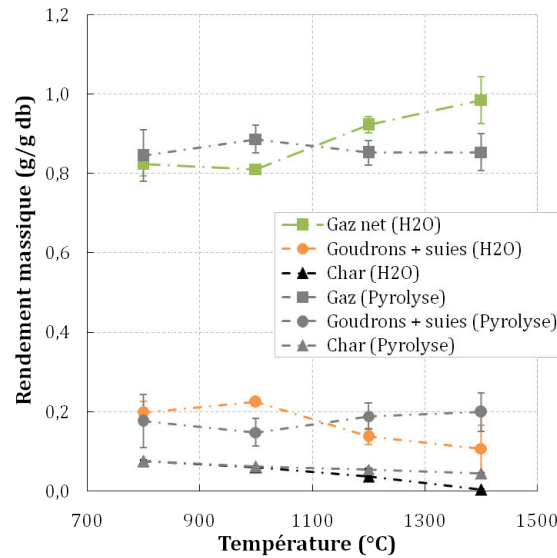 1,2
1,0
0,8
0,6
0,4
0,2
0,0
Rendement massique (g/g db)
Gaz net (H2O)
Goudrons + suies (H2O)
Char (H2O)
Gaz (Pyrolyse)
Goudrons + suies (Pyrolyse)
Char (Pyrolyse)
700 900 1100 1300 1500
Température (°C)